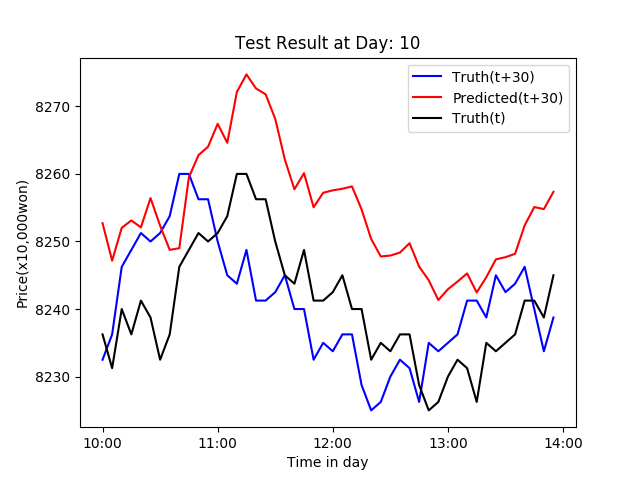 Test Result at Day: 10
Truth(t+30)
Predicted(t+30)
Truth(t)
Price(x10,000won)
8270
8260
8250
8240
8230
10:00 11:00 12:00 13:00 14:00
Time in day